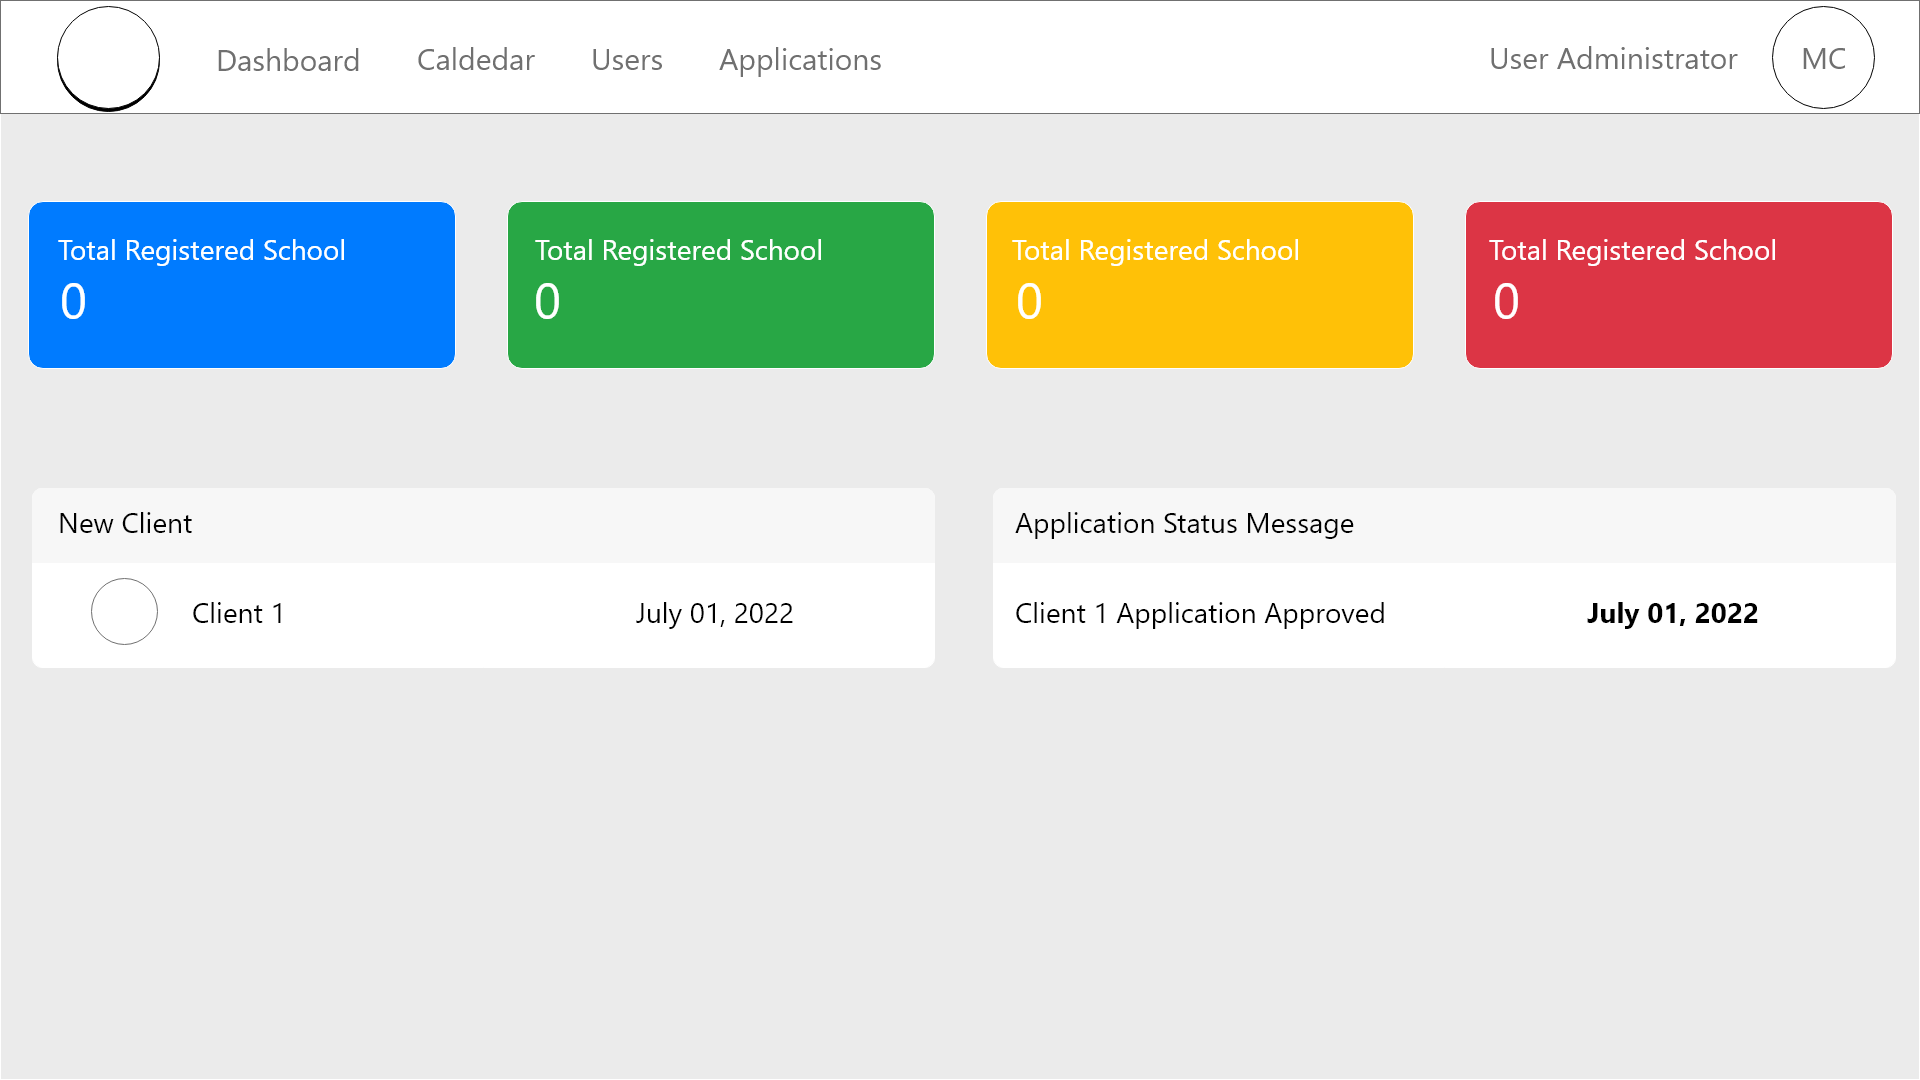 Dashboard Caldedar Users Applications User Administrator MC
Total Registered School
0
Total Registered School
0
Total Registered School
0
Total Registered School
0
New Client
Client 1 July 01, 2022
Application Status Message
Client 1 Application Approved July 01, 2022